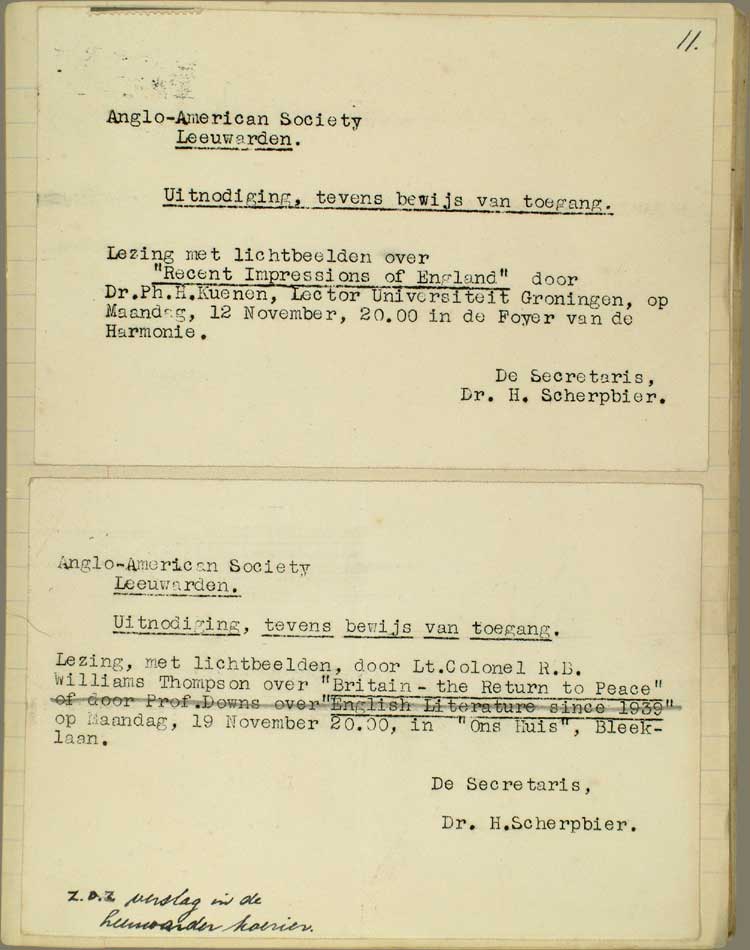 11.
Anglo-American Society
Leeuwarden.
Uitnodiging, tevens bewijs van toegang.
Lezing met lichtbeelden over
"Recent Impressions of England" door
Dr.Ph.H.Kuenen, Lector Universiteit Groningen, op
Maandag, 12 November, 20.00 in de Foyer van de
Harmonie.
De Secretaris,
Dr. H. Scherpbier.
Anglo-American Society
Leeuwarden.
Uitnodiging, tevens bewijs van toegang.
Lezing, met lichtbeelden, door Lt.Colonel R.B.
Williams Thompson over "Britain - the Return to Peace"
of door Prof.Downs over "English Literature since 1939"
op Maandag, 19 November 20.00, in "Ons Huis", Bleek-
laan.
De Secretaris,
Dr. H.Scherpbier.
z.o.z verslag in de
Leeuwarder koerier.